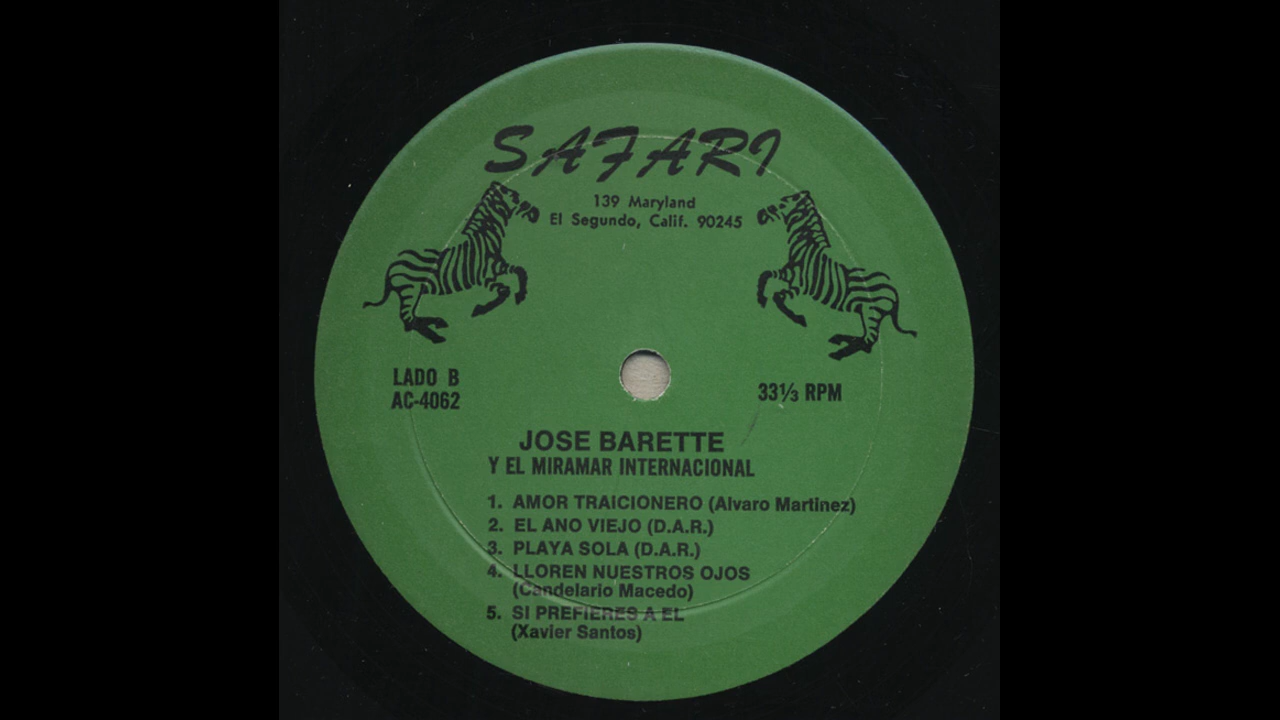 SAFARI
139 Maryland
El Segundo, Calif. 90245
LADO B
AC-4062
33⅓ RPM
JOSE BARETTE
Y EL MIRAMAR INTERNACIONAL
1. AMOR TRAICIONERO (Alvaro Martinez)
2. EL ANO VIEJO (D.A.R.)
3. PLAYA SOLA (D.A.R.)
4. LLOREN NUESTROS OJOS
(Candelario Macedo)
5. SI PREFIERES A EL
(Xavier Santos)